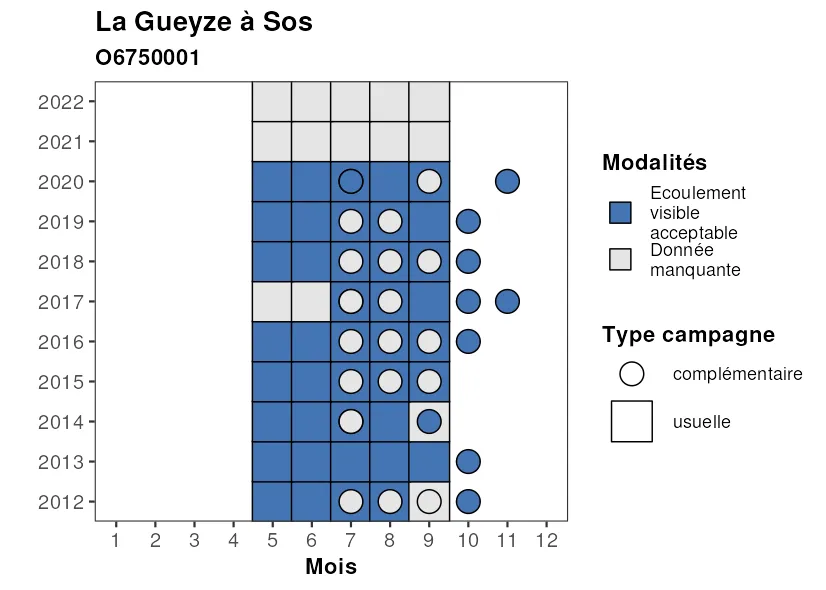 La Gueyze à Sos
O6750001
2022
2021
2020
2019
2018
2017
2016
2015
2014
2013
2012
1 2 3 4 5 6 7 8 9 10 11 12
Mois
Modalités
Ecoulement
visible
acceptable
Donnée
manquante
Type campagne
complémentaire
usuelle